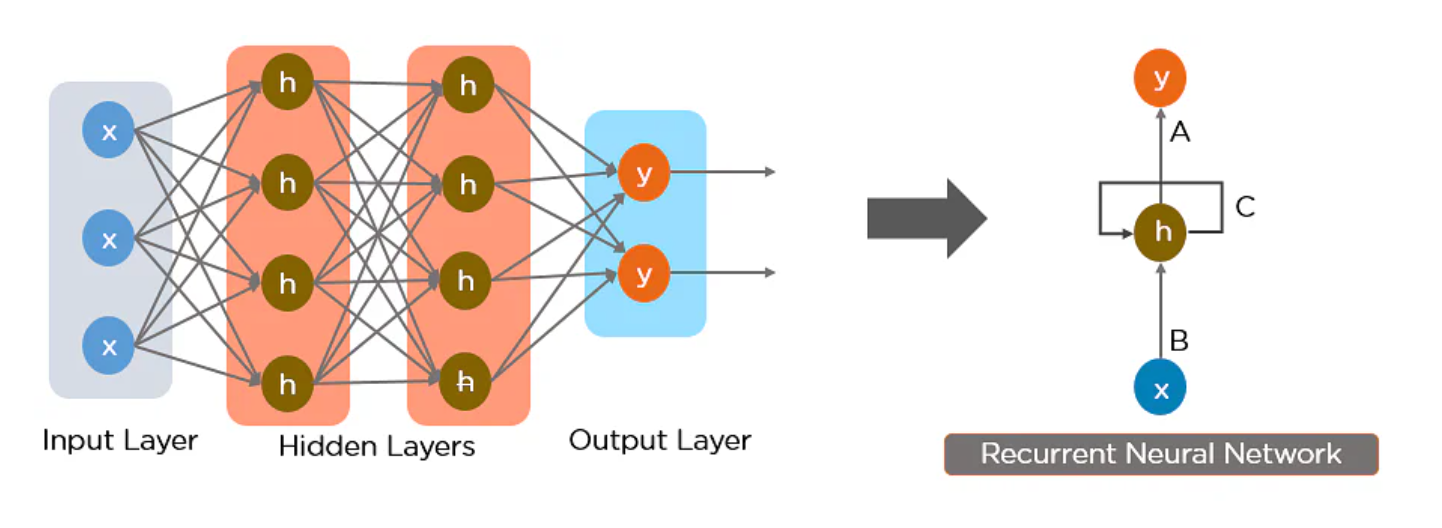 x
x
x
h
h
h
h
h
h
h
h
y
y
Input Layer
Hidden Layers
Output Layer
y
A
C
h
B
x
Recurrent Neural Network